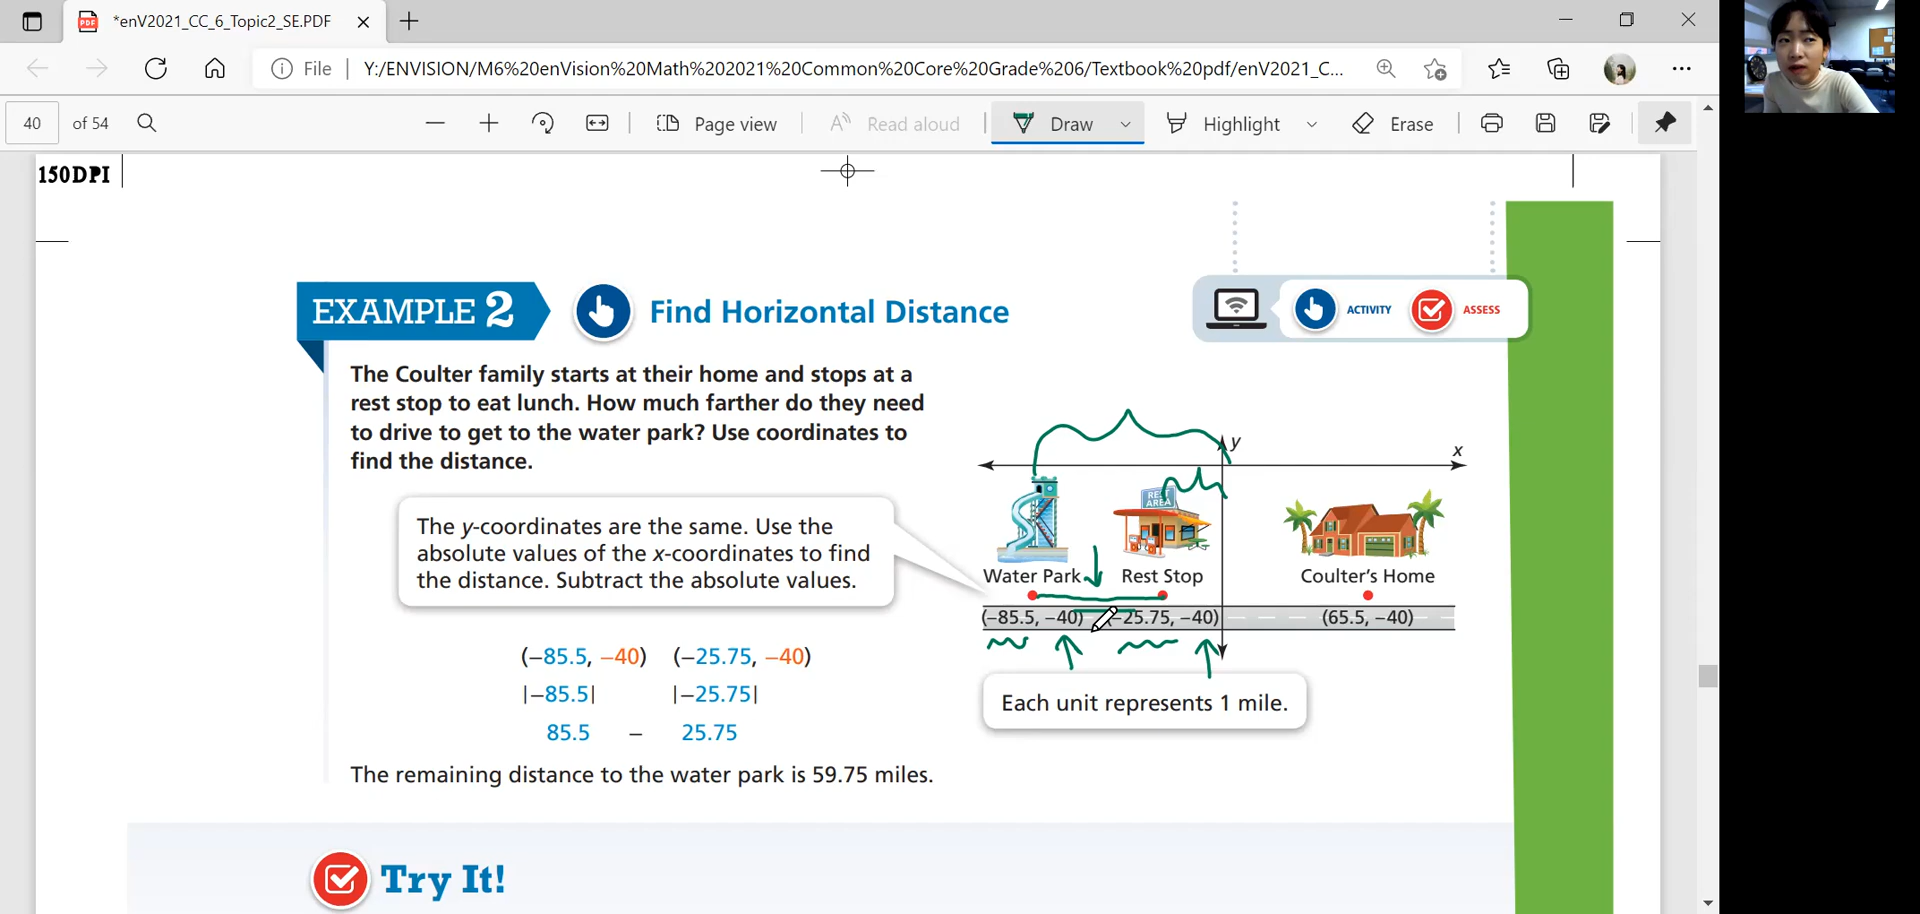 *enV2021_CC_6_Topic2_SE.PDF
File
Y:/ENVISION/M6%20enVision%20Math%202021%20Common%20Core%20Grade%206/Textbook%20pdf/enV2021_C...
40 of 54
Page view
Read aloud
Draw
Highlight
Erase
150DPI
EXAMPLE 2
Find Horizontal Distance
ACTIVITY
ASSESS
The Coulter family starts at their home and stops at a
rest stop to eat lunch. How much farther do they need
to drive to get to the water park? Use coordinates to
find the distance.
The y-coordinates are the same. Use the
absolute values of the x-coordinates to find
the distance. Subtract the absolute values.
(−85.5, −40) (−25.75, −40)
|−85.5| |−25.75|
85.5 − 25.75
The remaining distance to the water park is 59.75 miles.
y
x
REST
AREA
Water Park
Rest Stop
Coulter's Home
(−85.5, −40)
(−25.75, −40)
(65.5, −40)
Each unit represents 1 mile.
Try It!